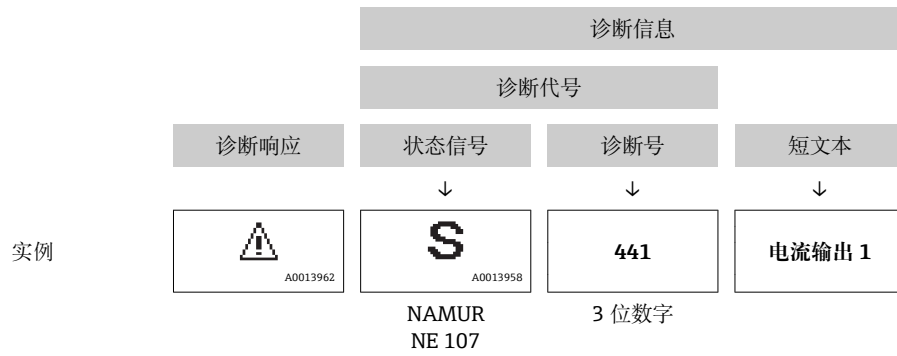 诊断信息
诊断代号
诊断响应 状态信号 诊断号 短文本
↓ ↓ ↓
实例 S 441 电流输出 1
A0013962 A0013958
NAMUR 3 位数字
NE 107